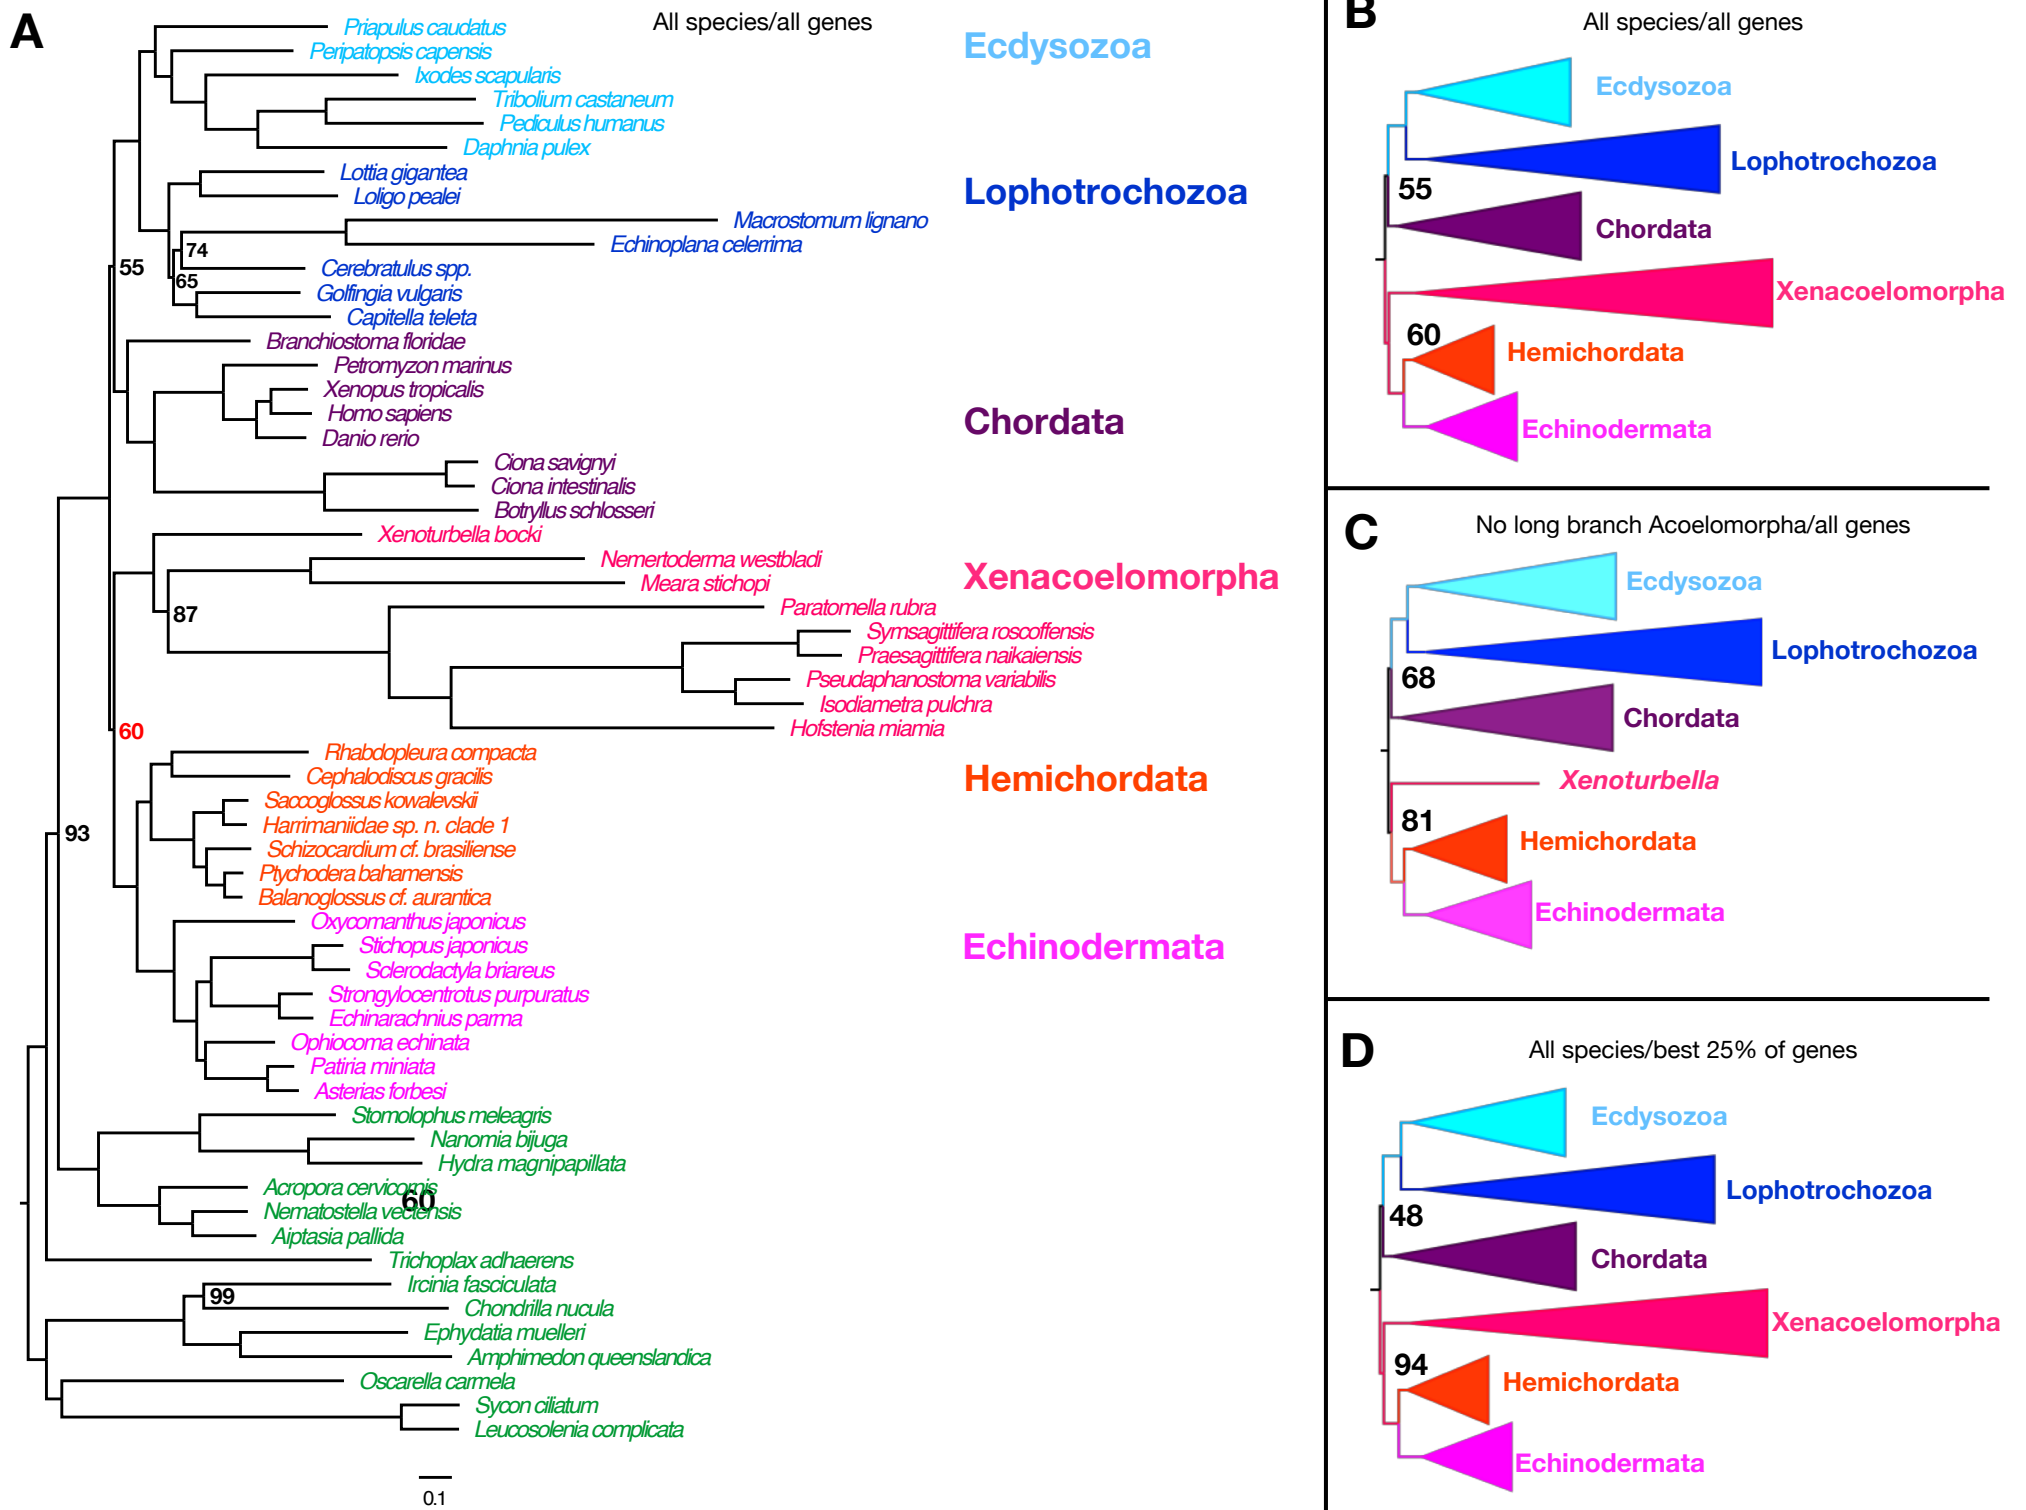 A
All species/all genes
Priapulus caudatus
Peripatopsis capensis
Ixodes scapularis
Tribolium castaneum
Pediculus humanus
Daphnia pulex
Ecdysozoa
Lottia gigantea
Loligo pealei
Macrostomum lignano
Echinoplana celerrima
Cerebratulus spp.
Golfingia vulgaris
Capitella teleta
Lophotrochozoa
74
65
55
Branchiostoma floridae
Petromyzon marinus
Xenopus tropicalis
Homo sapiens
Danio rerio
Ciona savignyi
Ciona intestinalis
Botryllus schlosseri
Chordata
Xenoturbella bocki
Nemertoderma westbladi
Meara stichopi
Paratomella rubra
Symsagittifera roscoffensis
Praesagittifera naikaiensis
Pseudaphanostoma variabilis
Isodiametra pulchra
Hofstenia miamia
Xenacoelomorpha
87
60
Rhabdopleura compacta
Cephalodiscus gracilis
Saccoglossus kowalevskii
Harrimaniidae sp. n. clade 1
Schizocardium cf. brasiliense
Ptychodera bahamensis
Balanoglossus cf. aurantica
Hemichordata
93
Oxycomanthus japonicus
Stichopus japonicus
Sclerodactyla briareus
Strongylocentrotus purpuratus
Echinarachnius parma
Ophiocoma echinata
Patiria miniata
Asterias forbesi
Echinodermata
Stomolophus meleagris
Nanomia bijuga
Hydra magnipapillata
Acropora cervicornis
60
Nematostella vectensis
Aiptasia pallida
Trichoplax adhaerens
Ircinia fasciculata
99
Chondrilla nucula
Ephydatia muelleri
Amphimedon queenslandica
Oscarella carmela
Sycon ciliatum
Leucosolenia complicata
0.1
B
All species/all genes
Ecdysozoa
Lophotrochozoa
55
Chordata
Xenacoelomorpha
60
Hemichordata
Echinodermata
C
No long branch Acoelomorpha/all genes
Ecdysozoa
Lophotrochozoa
68
Chordata
Xenoturbella
81
Hemichordata
Echinodermata
D
All species/best 25% of genes
Ecdysozoa
Lophotrochozoa
48
Chordata
Xenacoelomorpha
94
Hemichordata
Echinodermata